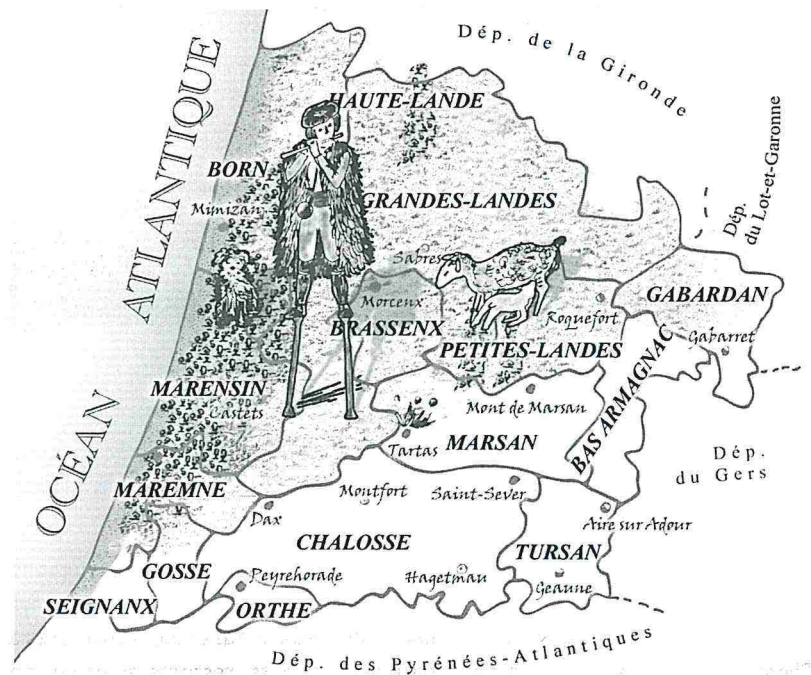 Dép. de la Gironde
Dép.
du Lot-et-Garonne
OCÉAN ATLANTIQUE
HAUTE-LANDE
BORN
GRANDES-LANDES
Mimizan
Sabres
Morceux
GABARDAN
BRASSENX
Roquefort
PETITES-LANDES
Gabarret
MARENSIN
Castets
Mont de Marsan
BAS ARMAGNAC
MARSAN
Tartas
Dép.
du Gers
MAREMNE
Montfort
Saint-Sever
Dax
Aire sur Adour
CHALOSSE
TURSAN
GOSSE
Peyrehorade
Hagetmau
Geaune
SEIGNANX
ORTHE
Dép. des Pyrénées-Atlantiques